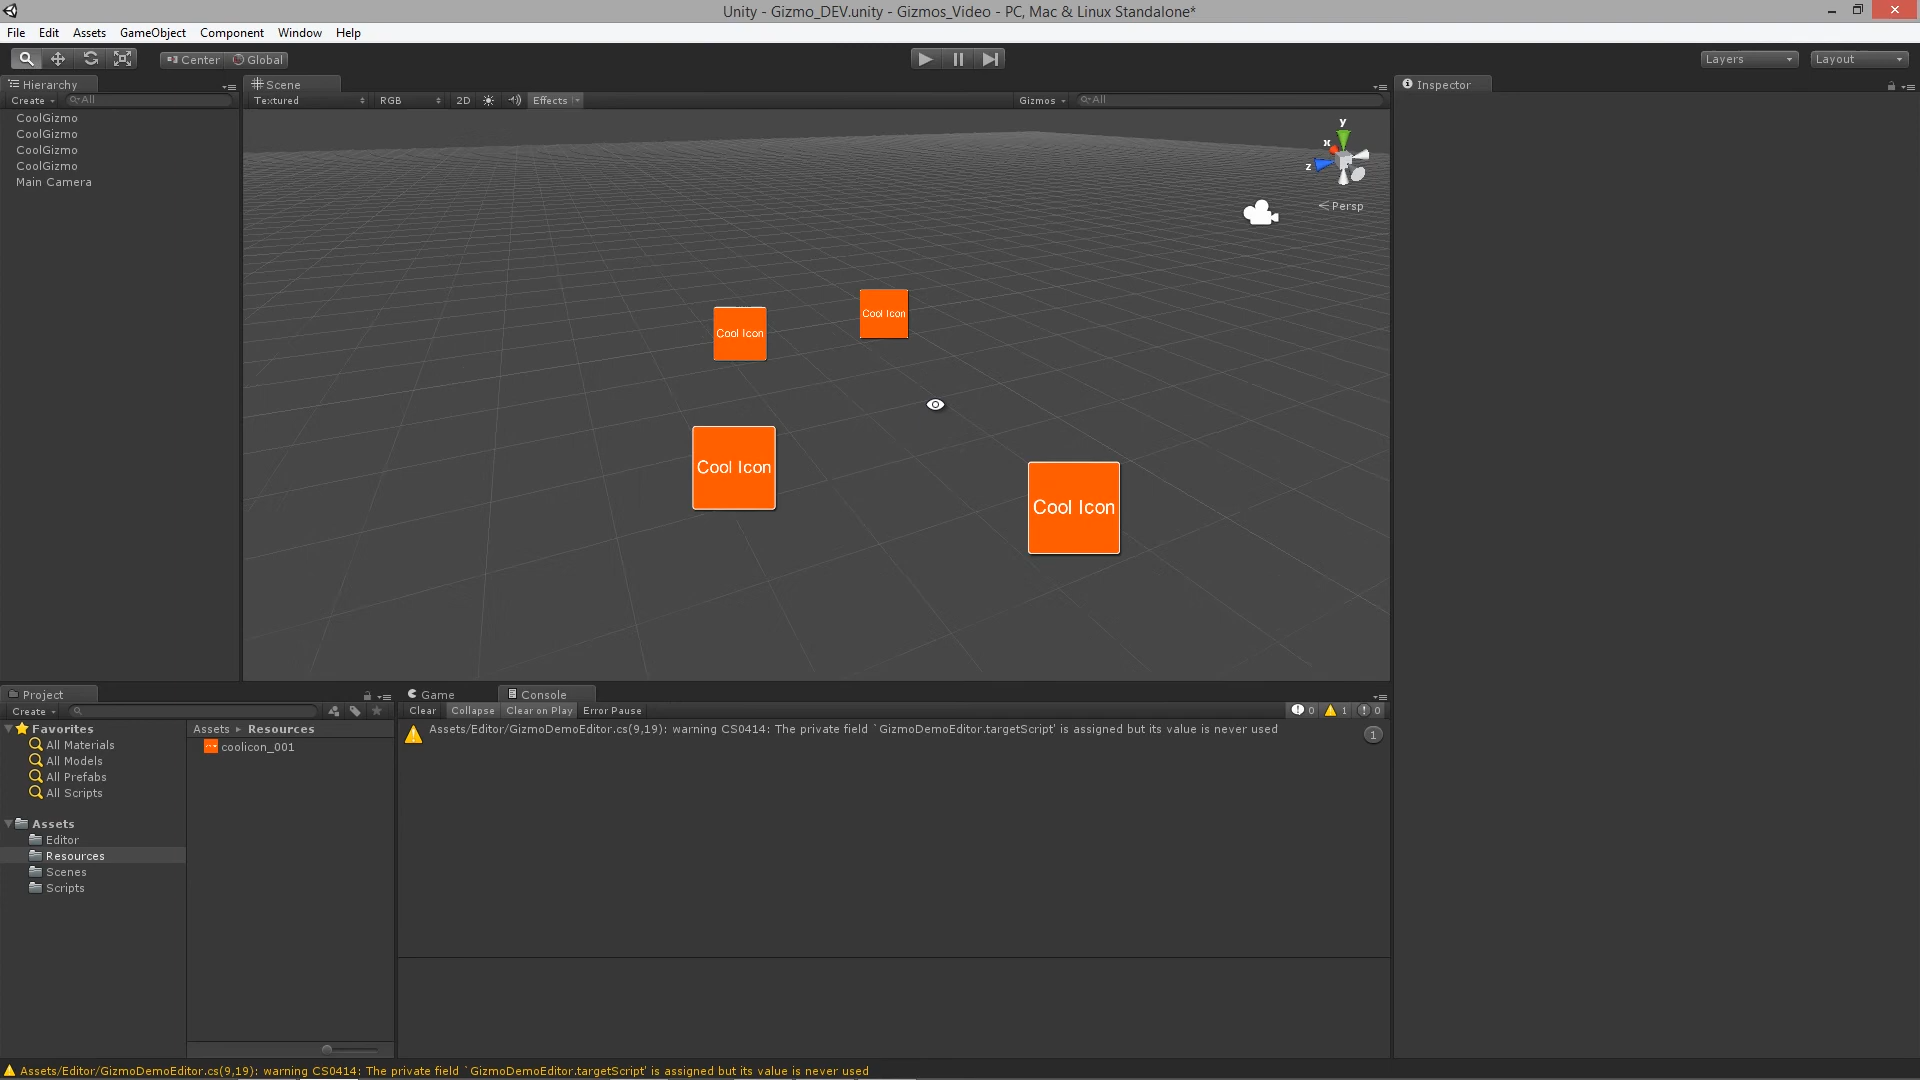 Unity - Gizmo_DEV.unity - Gizmos_Video - PC, Mac & Linux Standalone*
File Edit Assets GameObject Component Window Help
Center Global Layers Layout
Hierarchy
Create All
CoolGizmo
CoolGizmo
CoolGizmo
CoolGizmo
Main Camera
Scene
Textured RGB 2D Effects Gizmos All
y
x
z
Persp
Cool Icon
Cool Icon
Cool Icon
Cool Icon
Inspector
Project
Create
Favorites
All Materials
All Models
All Prefabs
All Scripts
Assets
Editor
Resources
Scenes
Scripts
Assets Resources
coolicon_001
Game Console
Clear Collapse Clear on Play Error Pause 0 1 0
Assets/Editor/GizmoDemoEditor.cs(9,19): warning CS0414: The private field `GizmoDemoEditor.targetScript' is assigned but its value is never used
1
Assets/Editor/GizmoDemoEditor.cs(9,19): warning CS0414: The private field `GizmoDemoEditor.targetScript' is assigned but its value is never used